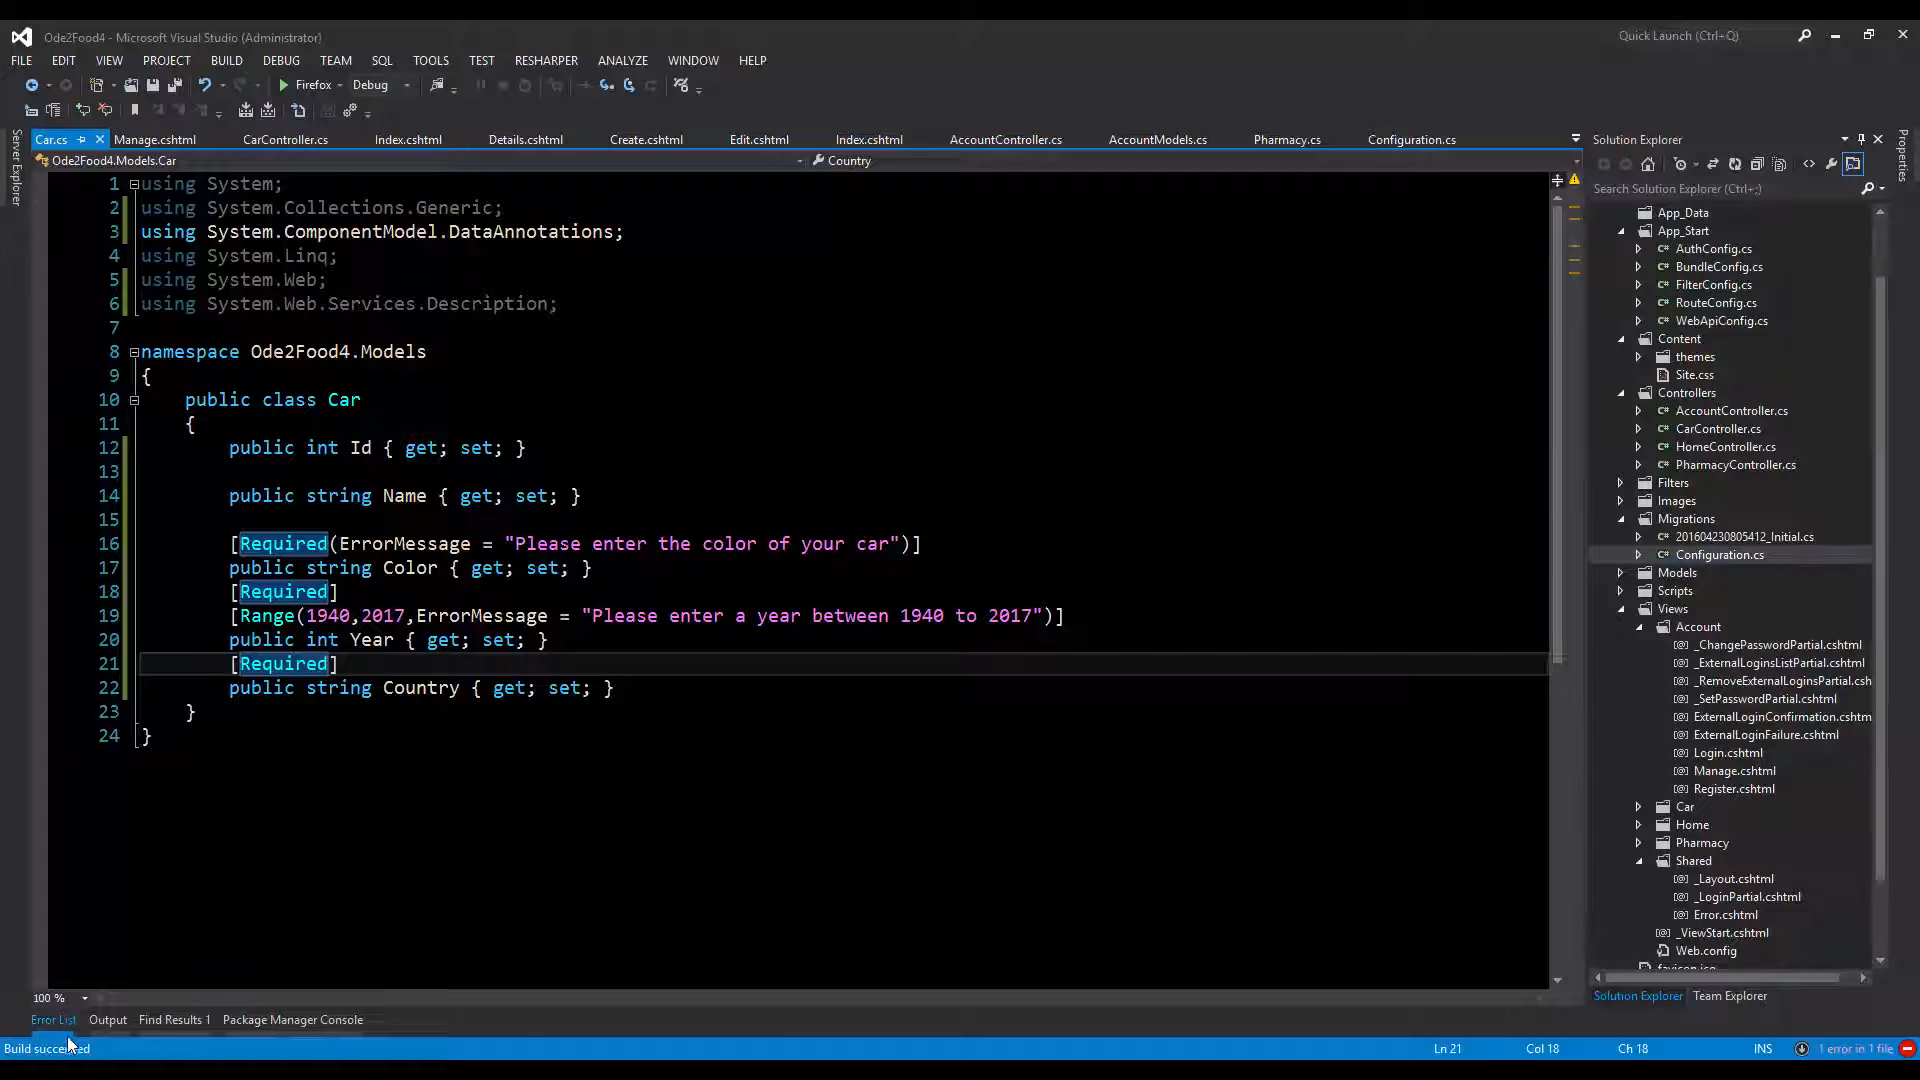 Ode2Food4 - Microsoft Visual Studio (Administrator)
Quick Launch (Ctrl+Q)
FILE EDIT VIEW PROJECT BUILD DEBUG TEAM SQL TOOLS TEST RESHARPER ANALYZE WINDOW HELP
Firefox Debug
Car.cs Manage.cshtml CarController.cs Index.cshtml Details.cshtml Create.cshtml Edit.cshtml Index.cshtml AccountController.cs AccountModels.cs Pharmacy.cs Configuration.cs
Ode2Food4.Models.Car Country
Server Explorer
1 using System;
2 using System.Collections.Generic;
3 using System.ComponentModel.DataAnnotations;
4 using System.Linq;
5 using System.Web;
6 using System.Web.Services.Description;
7
8 namespace Ode2Food4.Models
9 {
10 public class Car
11 {
12 public int Id { get; set; }
13
14 public string Name { get; set; }
15
16 [Required(ErrorMessage = "Please enter the color of your car")]
17 public string Color { get; set; }
18 [Required]
19 [Range(1940,2017,ErrorMessage = "Please enter a year between 1940 to 2017")]
20 public int Year { get; set; }
21 [Required]
22 public string Country { get; set; }
23 }
24 }
100 %
Solution Explorer
Search Solution Explorer (Ctrl+;)
App_Data
App_Start
C# AuthConfig.cs
C# BundleConfig.cs
C# FilterConfig.cs
C# RouteConfig.cs
C# WebApiConfig.cs
Content
themes
Site.css
Controllers
C# AccountController.cs
C# CarController.cs
C# HomeController.cs
C# PharmacyController.cs
Filters
Images
Migrations
C# 201604230805412_Initial.cs
C# Configuration.cs
Models
Scripts
Views
Account
[@] _ChangePasswordPartial.cshtml
[@] _ExternalLoginsListPartial.cshtml
[@] _RemoveExternalLoginsPartial.csh
[@] _SetPasswordPartial.cshtml
[@] ExternalLoginConfirmation.cshtm
[@] ExternalLoginFailure.cshtml
[@] Login.cshtml
[@] Manage.cshtml
[@] Register.cshtml
Car
Home
Pharmacy
Shared
[@] _Layout.cshtml
[@] _LoginPartial.cshtml
[@] Error.cshtml
[@] _ViewStart.cshtml
Web.config
Solution Explorer Team Explorer
Properties
Error List Output Find Results 1 Package Manager Console
Build succeeded
Ln 21 Col 18 Ch 18 INS 1 error in 1 file